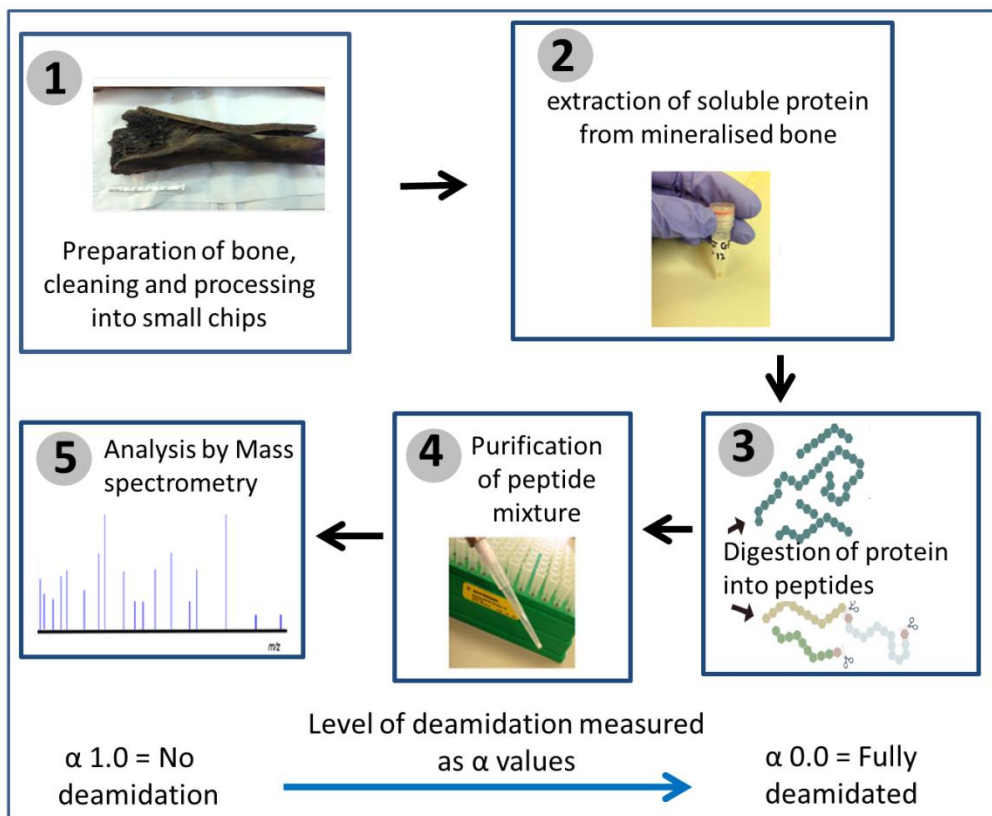 1
Preparation of bone,
cleaning and processing
into small chips
2
extraction of soluble protein
from mineralised bone
12
3
Digestion of protein
into peptides
4
Purification
of peptide
mixture
5
Analysis by Mass
spectrometry
m/z
Level of deamidation measured
as α values
α 1.0 = No
deamidation
α 0.0 = Fully
deamidated